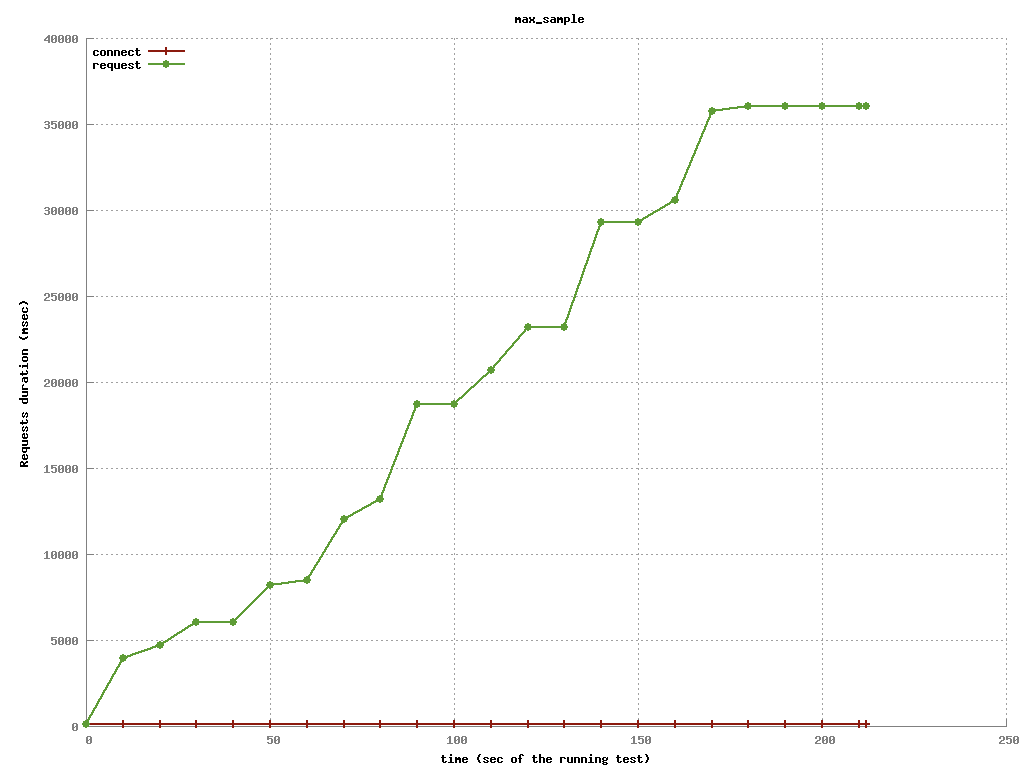 max_sample
40000
connect
request
35000
30000
25000
20000
15000
10000
5000
0
Requests duration (msec)
0 50 100 150 200 250
time (sec of the running test)